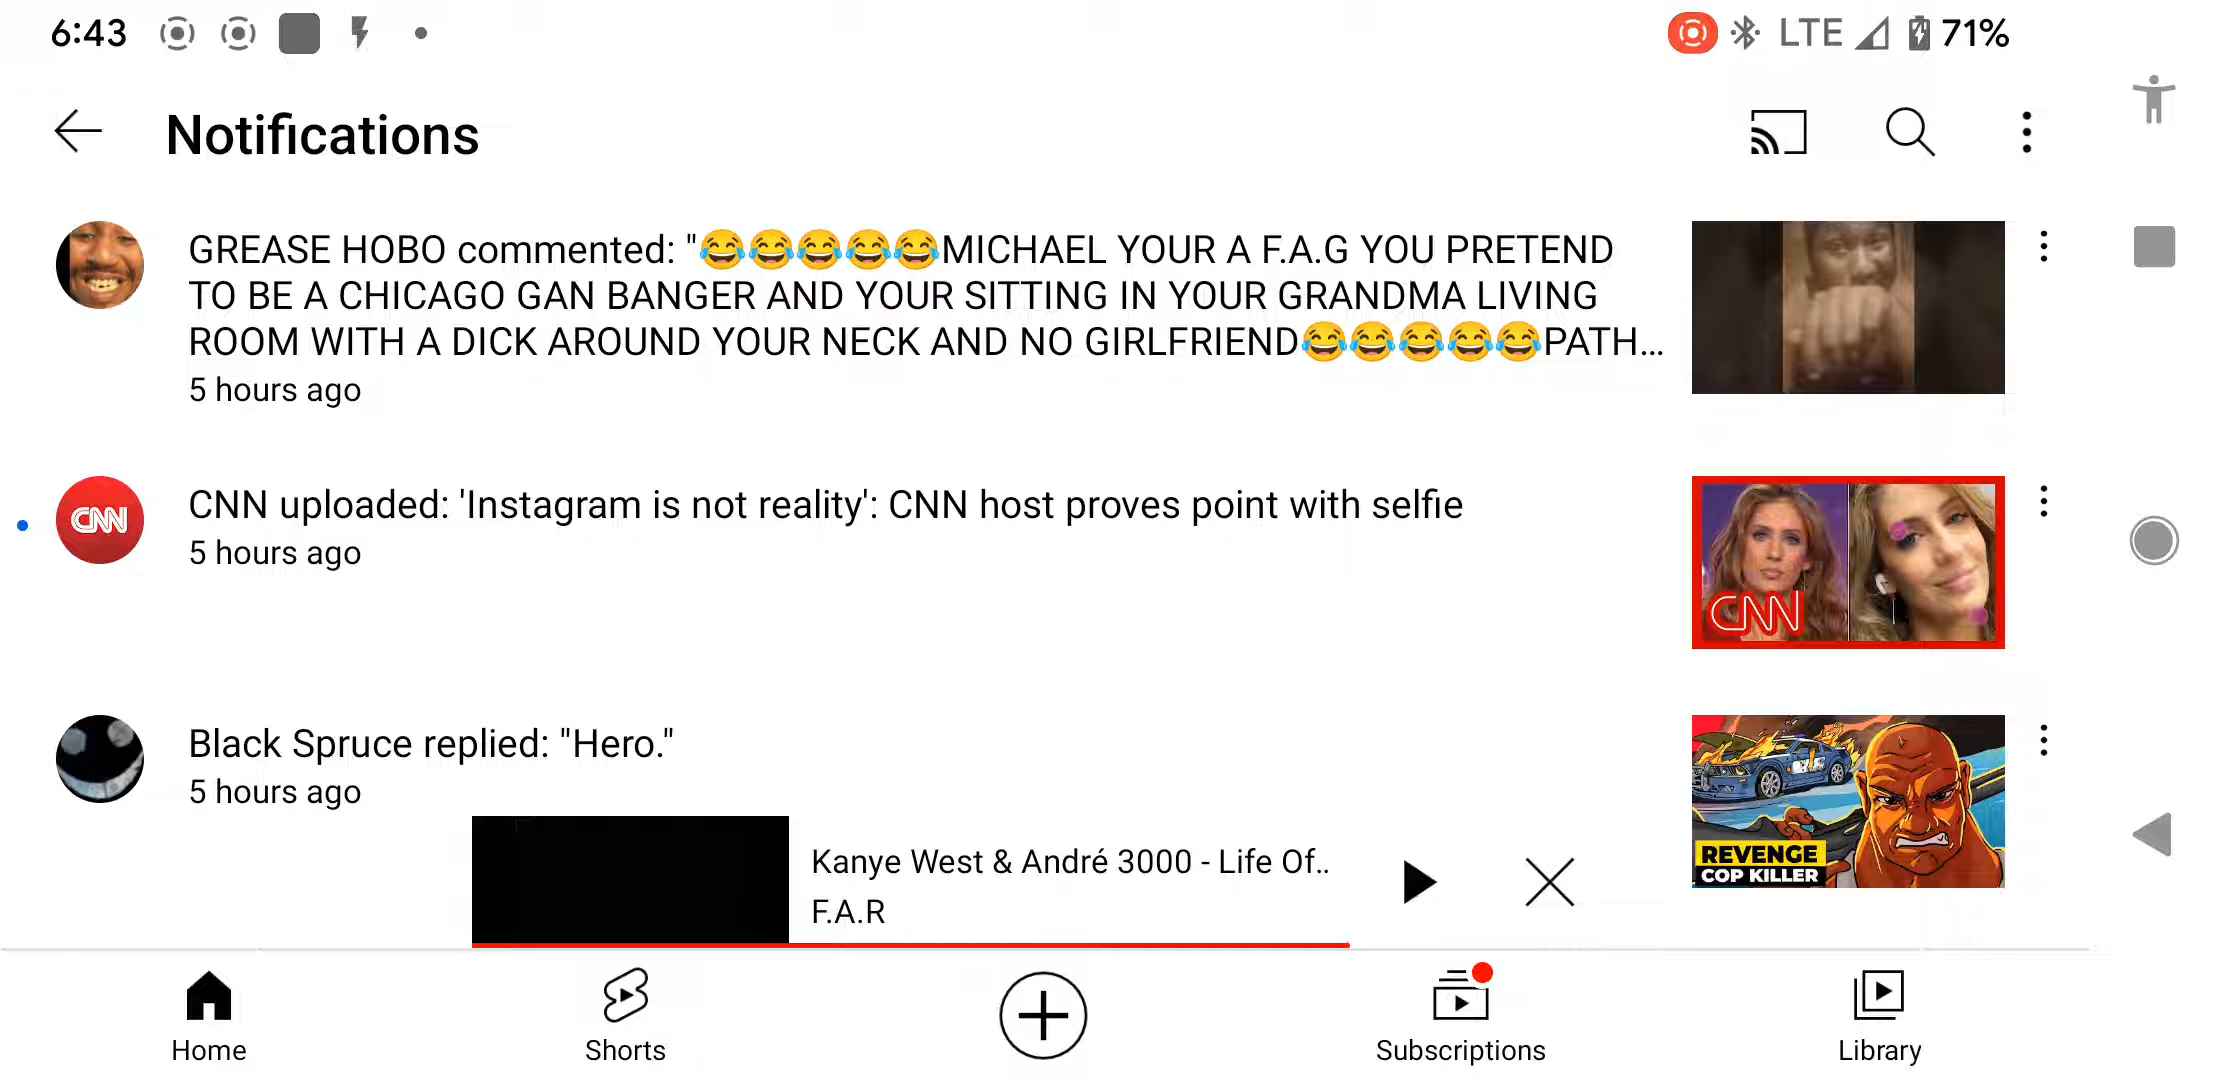 6:43 LTE 71%
Notifications
GREASE HOBO commented: "😂😂😂😂😂MICHAEL YOUR A F.A.G YOU PRETEND
TO BE A CHICAGO GAN BANGER AND YOUR SITTING IN YOUR GRANDMA LIVING
ROOM WITH A DICK AROUND YOUR NECK AND NO GIRLFRIEND😂😂😂😂😂PATH...
5 hours ago
CNN
CNN uploaded: 'Instagram is not reality': CNN host proves point with selfie
5 hours ago
CNN
Black Spruce replied: "Hero."
5 hours ago
REVENGE
COP KILLER
Kanye West & André 3000 - Life Of..
F.A.R
Home
Shorts
Subscriptions
Library